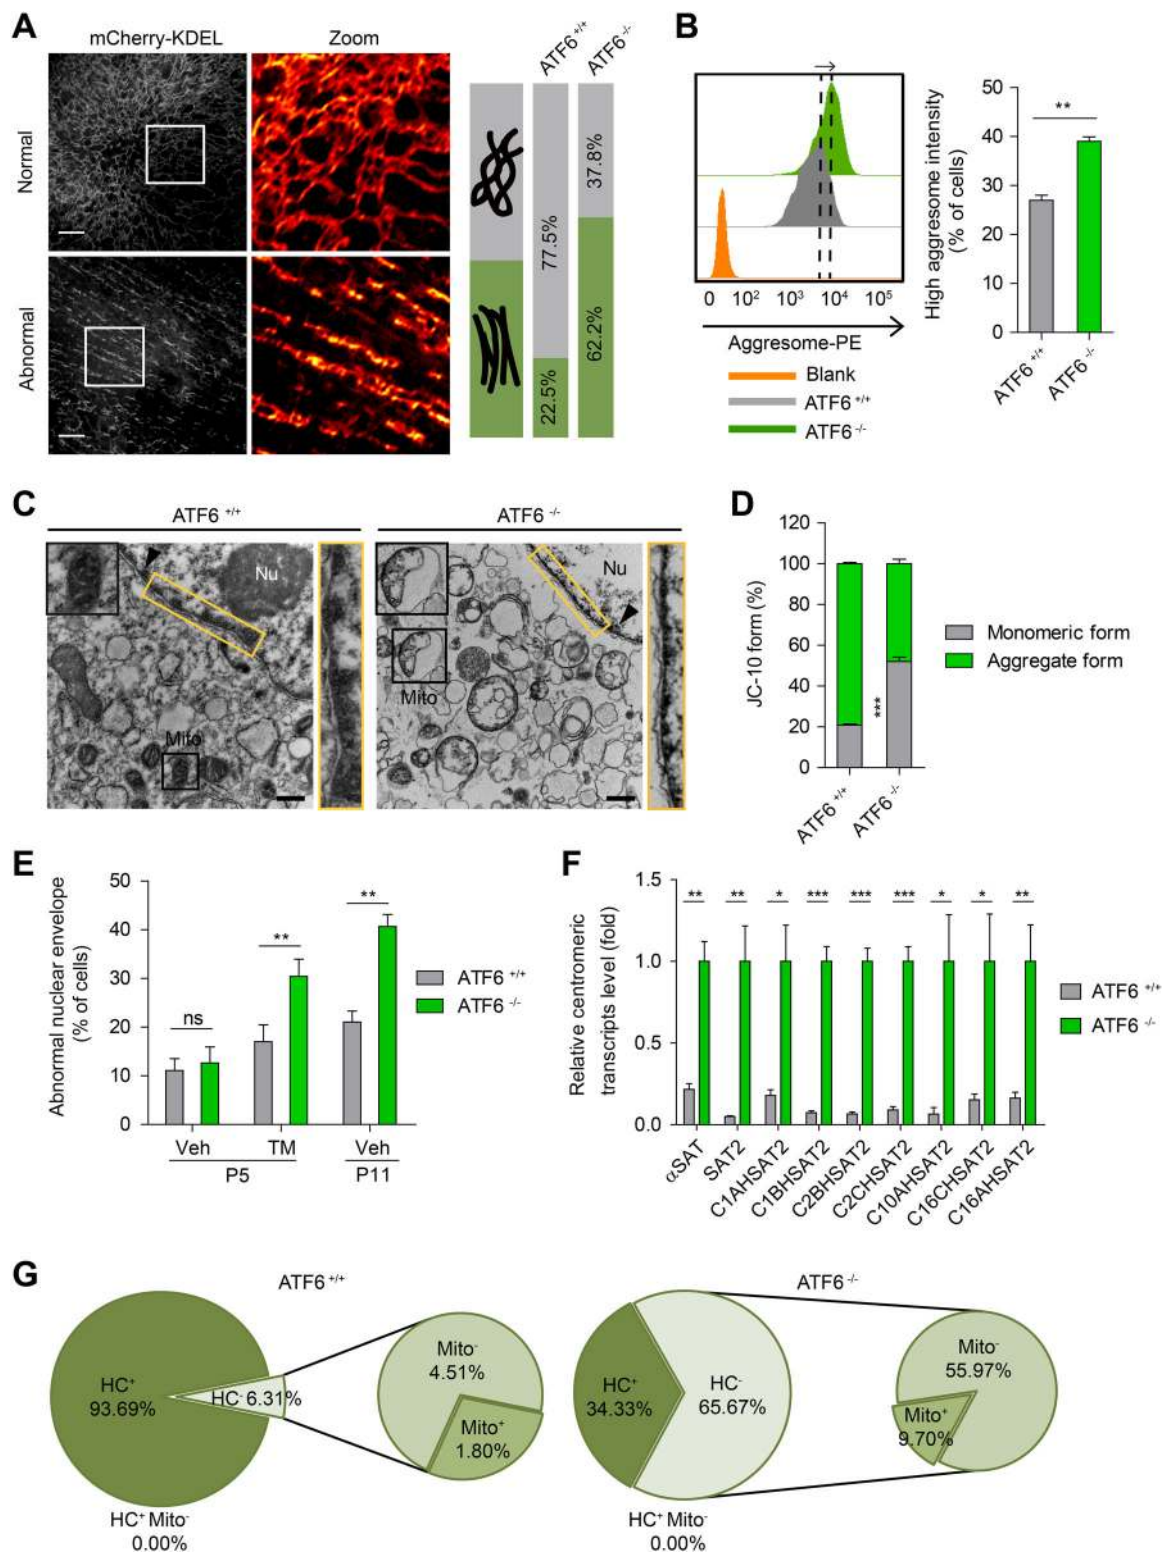 A
mCherry-KDEL
Zoom
ATF6 +/+
ATF6 -/-
Normal
Abnormal
77.5%
22.5%
37.8%
62.2%
B
0 10² 10³ 10⁴ 10⁵
Aggresome-PE
Blank
ATF6 +/+
ATF6 -/-
High aggresome intensity
(% of cells)
50
40
30
20
10
0
**
ATF6 +/+
ATF6 -/-
C
ATF6 +/+
ATF6 -/-
Nu
Mito
Nu
Mito
D
JC-10 form (%)
120
100
80
60
40
20
0
***
ATF6 +/+
ATF6 -/-
Monomeric form
Aggregate form
E
Abnormal nuclear envelope
(% of cells)
50
40
30
20
10
0
ns
**
**
Veh TM Veh
P5 P11
ATF6 +/+
ATF6 -/-
F
Relative centromeric
transcripts level (fold)
1.5
1.0
0.5
0.0
** ** * *** *** *** * * **
αSAT
SAT2
C1AHSAT2
C1BHSAT2
C2BHSAT2
C2CHSAT2
C10AHSAT2
C16CHSAT2
C16AHSAT2
ATF6 +/+
ATF6 -/-
G
ATF6 +/+
HC⁺
93.69%
HC⁻ 6.31%
Mito⁻
4.51%
Mito⁺
1.80%
HC⁺ Mito⁻
0.00%
ATF6 -/-
HC⁺
34.33%
HC⁻
65.67%
Mito⁻
55.97%
Mito⁺
9.70%
HC⁺ Mito⁻
0.00%